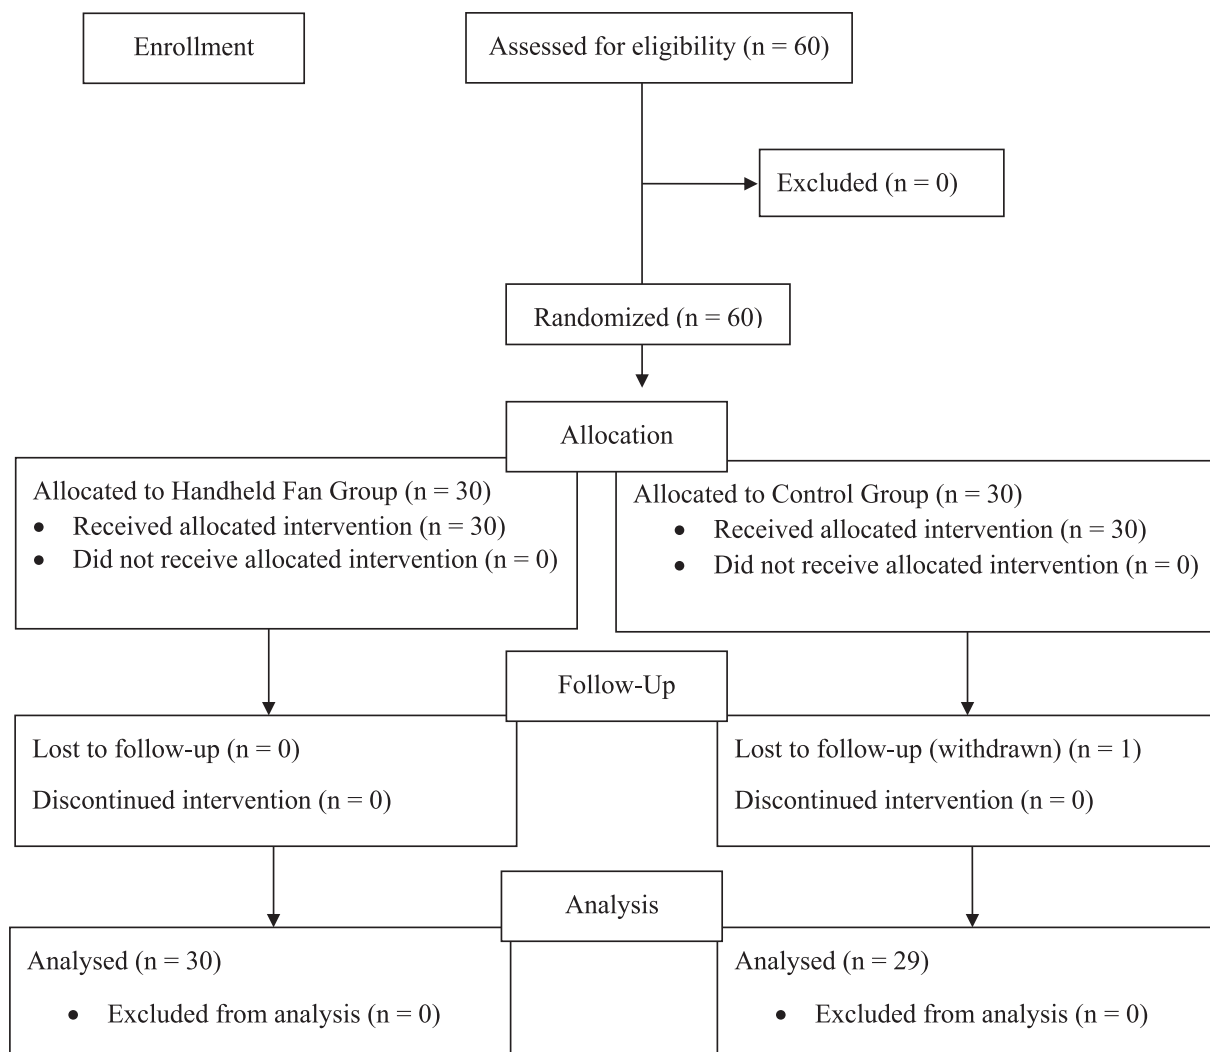 Enrollment
Assessed for eligibility (n = 60)
Excluded (n = 0)
Randomized (n = 60)
Allocation
Allocated to Handheld Fan Group (n = 30)
• Received allocated intervention (n = 30)
• Did not receive allocated intervention (n = 0)
Allocated to Control Group (n = 30)
• Received allocated intervention (n = 30)
• Did not receive allocated intervention (n = 0)
Follow-Up
Lost to follow-up (n = 0)
Discontinued intervention (n = 0)
Lost to follow-up (withdrawn) (n = 1)
Discontinued intervention (n = 0)
Analysis
Analysed (n = 30)
• Excluded from analysis (n = 0)
Analysed (n = 29)
• Excluded from analysis (n = 0)